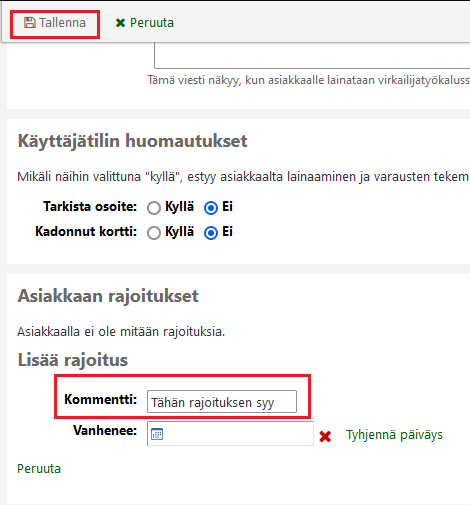 Tallenna Peruuta
Tämä viesti näkyy, kun asiakkaalle lainataan virkailijatyökaluss
Käyttäjätilin huomautukset
Mikäli näihin valittuna "kyllä", estyy asiakkaalta lainaaminen ja varausten tekem
Tarkista osoite: Kyllä Ei
Kadonnut kortti: Kyllä Ei
Asiakkaan rajoitukset
Asiakkaalla ei ole mitään rajoituksia.
Lisää rajoitus
Kommentti: Tähän rajoituksen syy
Vanhenee: Tyhjennä päiväys
Peruuta